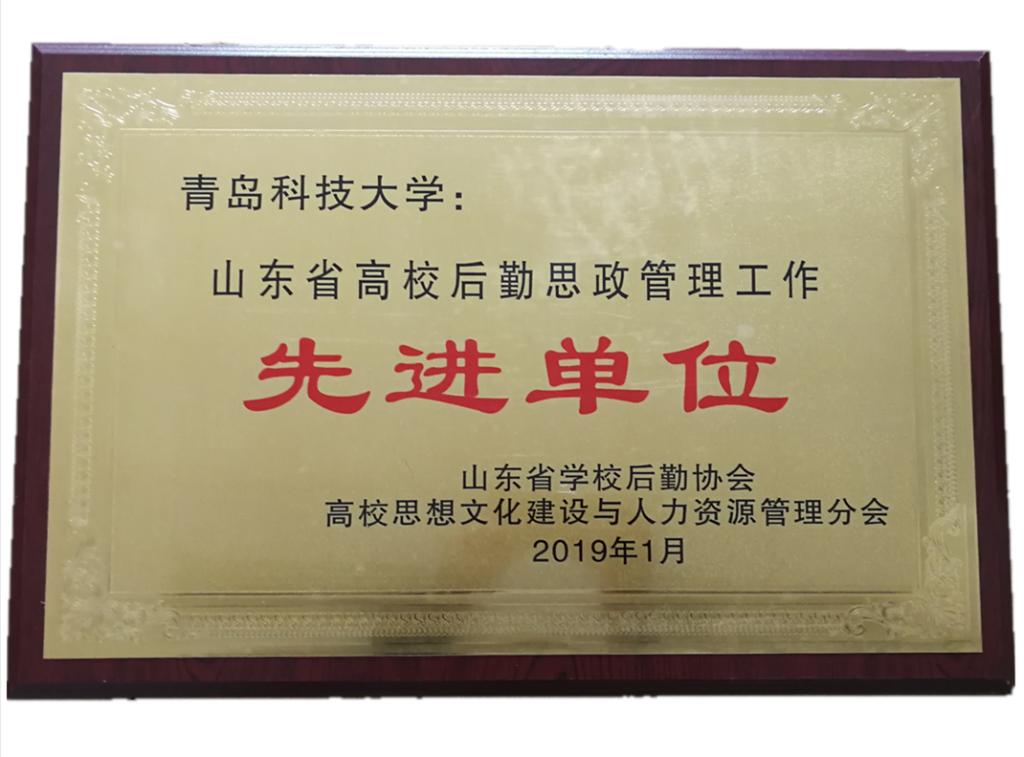 青岛科技大学：
山东省高校后勤思政管理工作
先进单位
山东省学校后勤协会
高校思想文化建设与人力资源管理分会
2019年1月